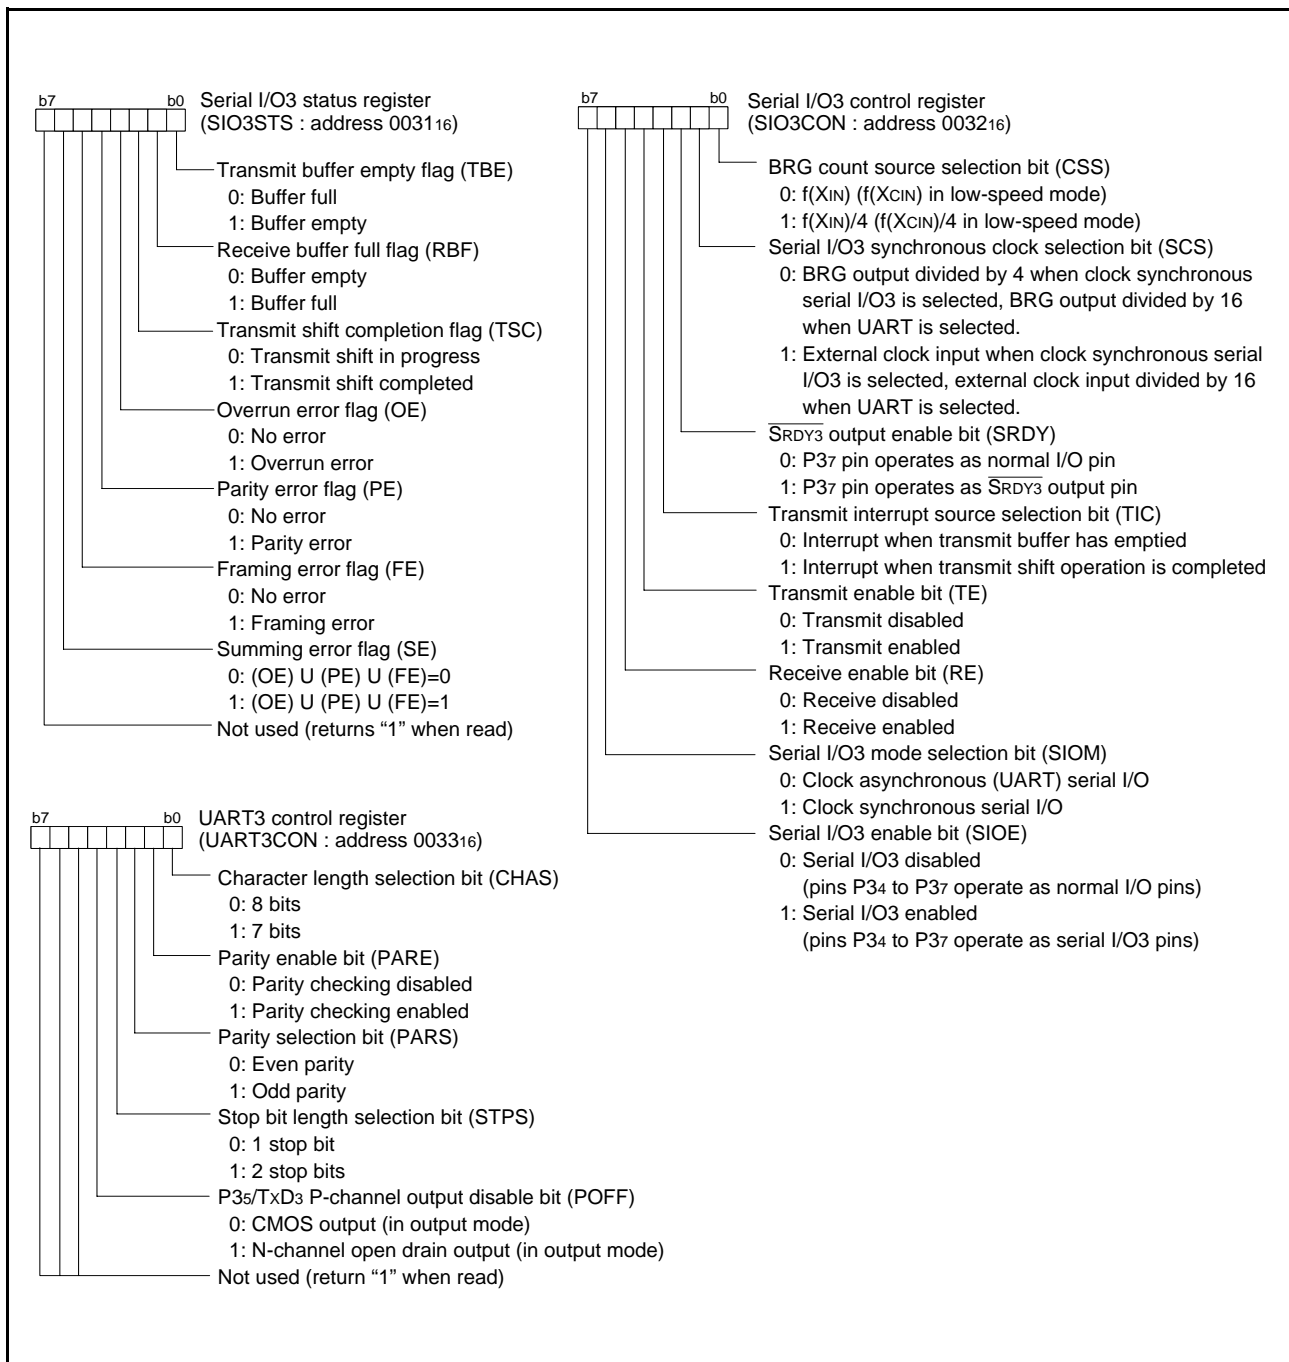 b7 b0 Serial I/O3 status register
(SIO3STS : address 003116)
Transmit buffer empty flag (TBE)
0: Buffer full
1: Buffer empty
Receive buffer full flag (RBF)
0: Buffer empty
1: Buffer full
Transmit shift completion flag (TSC)
0: Transmit shift in progress
1: Transmit shift completed
Overrun error flag (OE)
0: No error
1: Overrun error
Parity error flag (PE)
0: No error
1: Parity error
Framing error flag (FE)
0: No error
1: Framing error
Summing error flag (SE)
0: (OE) U (PE) U (FE)=0
1: (OE) U (PE) U (FE)=1
Not used (returns “1” when read)
b7 b0 UART3 control register
(UART3CON : address 003316)
Character length selection bit (CHAS)
0: 8 bits
1: 7 bits
Parity enable bit (PARE)
0: Parity checking disabled
1: Parity checking enabled
Parity selection bit (PARS)
0: Even parity
1: Odd parity
Stop bit length selection bit (STPS)
0: 1 stop bit
1: 2 stop bits
P35/TXD3 P-channel output disable bit (POFF)
0: CMOS output (in output mode)
1: N-channel open drain output (in output mode)
Not used (return “1” when read)
b7 b0 Serial I/O3 control register
(SIO3CON : address 003216)
BRG count source selection bit (CSS)
0: f(XIN) (f(XCIN) in low-speed mode)
1: f(XIN)/4 (f(XCIN)/4 in low-speed mode)
Serial I/O3 synchronous clock selection bit (SCS)
0: BRG output divided by 4 when clock synchronous
serial I/O3 is selected, BRG output divided by 16
when UART is selected.
1: External clock input when clock synchronous serial
I/O3 is selected, external clock input divided by 16
when UART is selected.
SRDY3 output enable bit (SRDY)
0: P37 pin operates as normal I/O pin
1: P37 pin operates as SRDY3 output pin
Transmit interrupt source selection bit (TIC)
0: Interrupt when transmit buffer has emptied
1: Interrupt when transmit shift operation is completed
Transmit enable bit (TE)
0: Transmit disabled
1: Transmit enabled
Receive enable bit (RE)
0: Receive disabled
1: Receive enabled
Serial I/O3 mode selection bit (SIOM)
0: Clock asynchronous (UART) serial I/O
1: Clock synchronous serial I/O
Serial I/O3 enable bit (SIOE)
0: Serial I/O3 disabled
(pins P34 to P37 operate as normal I/O pins)
1: Serial I/O3 enabled
(pins P34 to P37 operate as serial I/O3 pins)